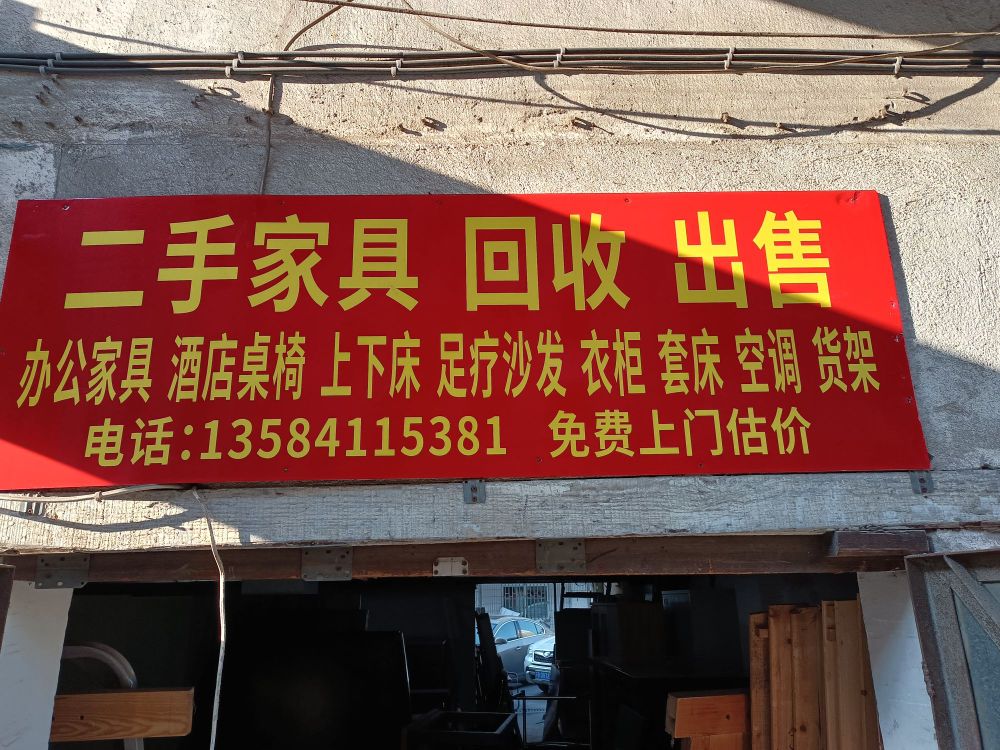 二手家具 回收 出售
办公家具 酒店桌椅 上下床 足疗沙发 衣柜 套床 空调 货架
电话:13584115381 免费上门估价